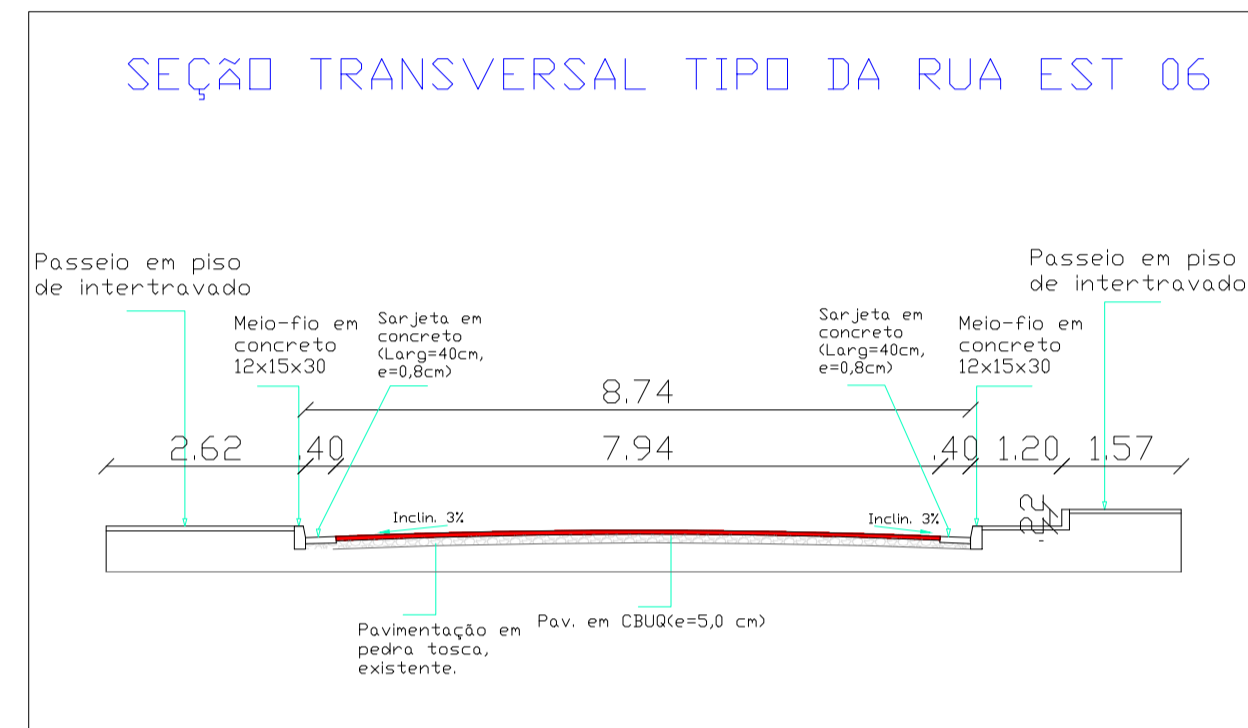 SEÇÃO TRANSVERSAL TIPO DA RUA EST 06
Passeio em piso
de intertravado
Meio-fio em
concreto
12x15x30
Sarjeta em
concreto
(Larg=40cm,
e=0,8cm)
Sarjeta em
concreto
(Larg=40cm,
e=0,8cm)
Meio-fio em
concreto
12x15x30
Passeio em piso
de intertravado
8.74
2.62 .40 7.94 .40 1.20 1.57
.22
Inclin. 3%
Inclin. 3%
Pavimentação em
pedra tosca,
existente.
Pav. em CBUQ(e=5,0 cm)